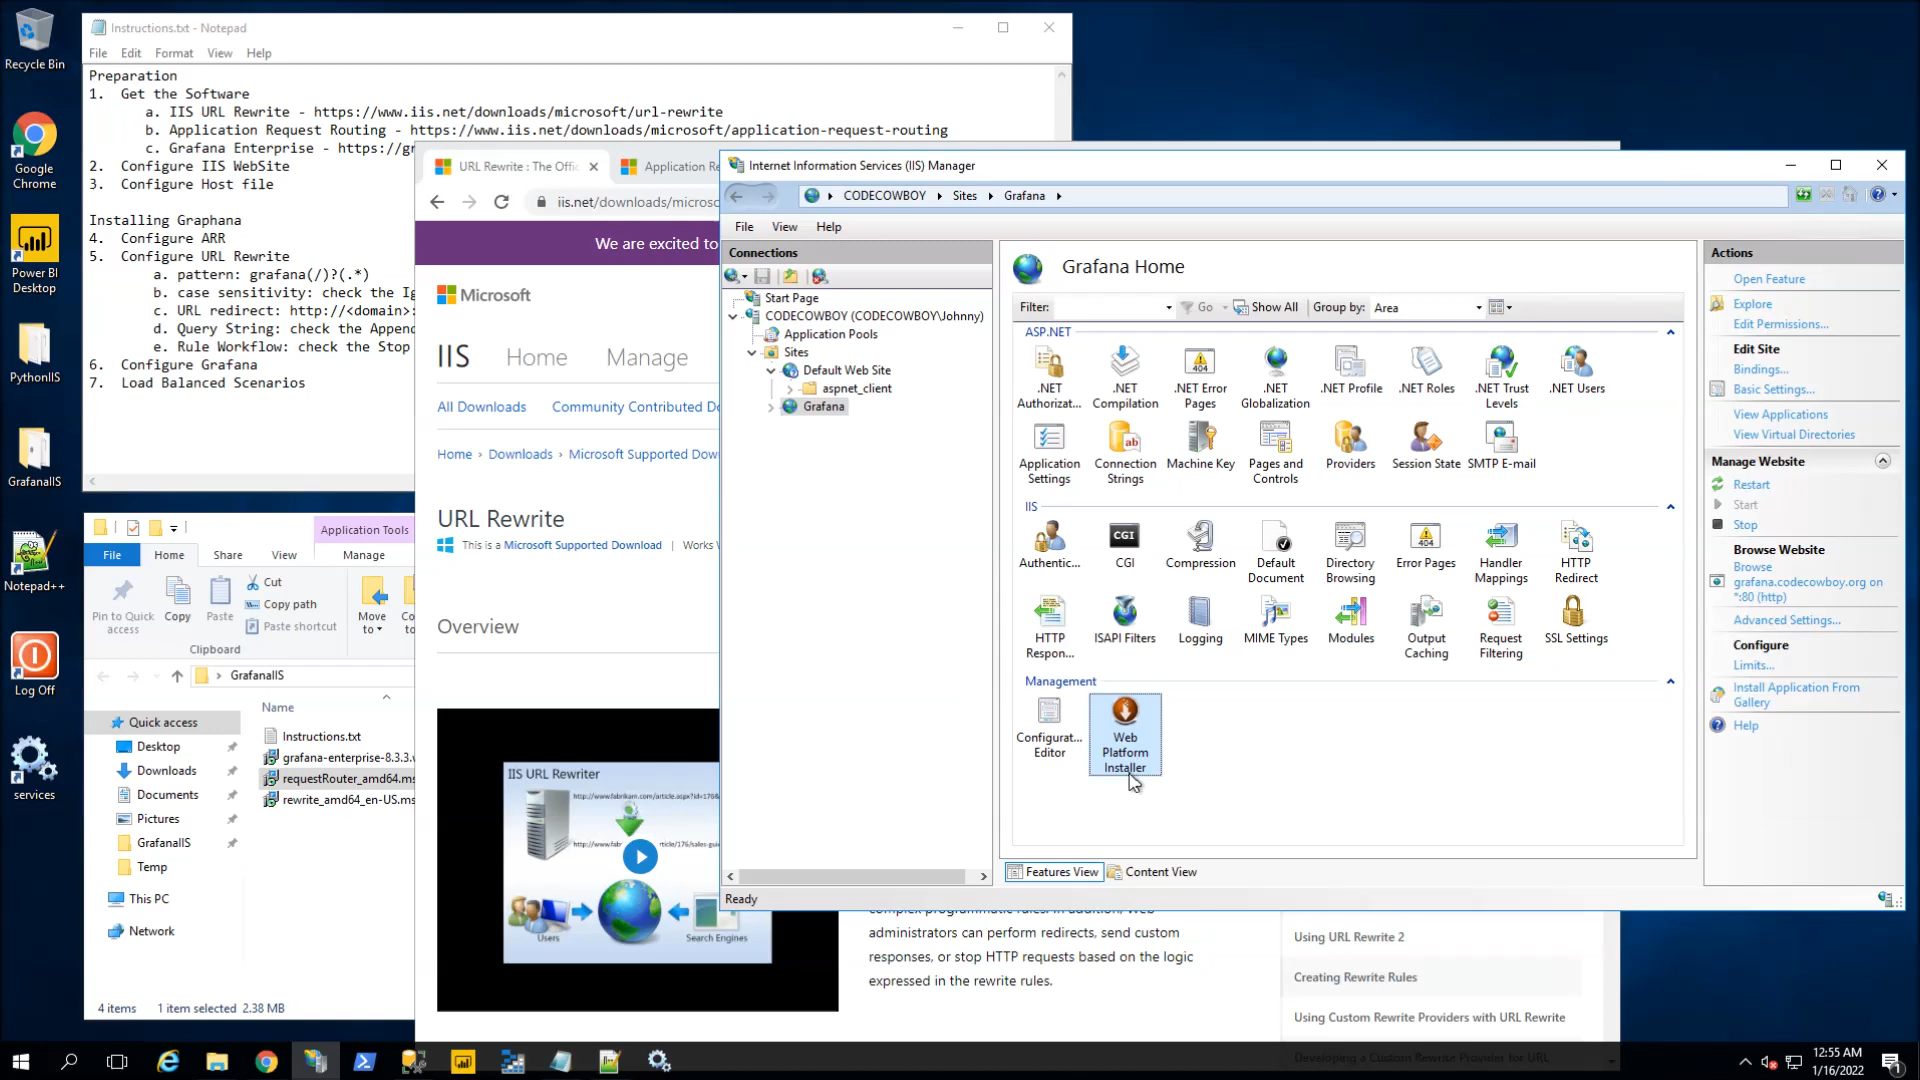 Recycle Bin
Google
Chrome
Power BI
Desktop
PythonIIS
GrafanaIIS
Notepad++
Log Off
services
Instructions.txt - Notepad
File Edit Format View Help
Preparation
1. Get the Software
a. IIS URL Rewrite - https://www.iis.net/downloads/microsoft/url-rewrite
b. Application Request Routing - https://www.iis.net/downloads/microsoft/application-request-routing
c. Grafana Enterprise - https://gr
2. Configure IIS WebSite
3. Configure Host file
Installing Graphana
4. Configure ARR
5. Configure URL Rewrite
a. pattern: grafana(/)?(.*)
b. case sensitivity: check the Ig
c. URL redirect: http://<domain>:
d. Query String: check the Appen
e. Rule Workflow: check the Stop
6. Configure Grafana
7. Load Balanced Scenarios
Application Tools
File Home Share View Manage
Pin to Quick
access
Copy
Paste
Cut
Copy path
Paste shortcut
Move
to
Clipboard
GrafanaIIS
Name
Quick access
Desktop
Downloads
Documents
Pictures
GrafanaIIS
Temp
This PC
Network
Instructions.txt
grafana-enterprise-8.3.3.
requestRouter_amd64.ms
rewrite_amd64_en-US.ms
4 items 1 item selected 2.38 MB
URL Rewrite : The Offic
Application Re
iis.net/downloads/microso
We are excited to
Microsoft
IIS Home Manage
All Downloads Community Contributed Do
Home › Downloads › Microsoft Supported Dow
URL Rewrite
This is a Microsoft Supported Download | Works
Overview
IIS URL Rewriter
Users
Search Engines
administrators can perform redirects, send custom
responses, or stop HTTP requests based on the logic
expressed in the rewrite rules.
Using URL Rewrite 2
Creating Rewrite Rules
Using Custom Rewrite Providers with URL Rewrite
Developing a Custom Rewrite Provider for URL
Internet Information Services (IIS) Manager
CODECOWBOY Sites Grafana
File View Help
Connections
Start Page
CODECOWBOY (CODECOWBOY\Johnny)
Application Pools
Sites
Default Web Site
aspnet_client
Grafana
Grafana Home
Filter: Go Show All Group by: Area
ASP.NET
.NET
Authorizat...
.NET
Compilation
.NET Error
Pages
.NET
Globalization
.NET Profile
.NET Roles
.NET Trust
Levels
.NET Users
Application
Settings
Connection
Strings
Machine Key
Pages and
Controls
Providers
Session State
SMTP E-mail
IIS
Authentic...
CGI
Compression
Default
Document
Directory
Browsing
Error Pages
Handler
Mappings
HTTP
Redirect
HTTP
Respon...
ISAPI Filters
Logging
MIME Types
Modules
Output
Caching
Request
Filtering
SSL Settings
Management
Configurat...
Editor
Web
Platform
Installer
Features View Content View
Ready
Actions
Open Feature
Explore
Edit Permissions...
Edit Site
Bindings...
Basic Settings...
View Applications
View Virtual Directories
Manage Website
Restart
Start
Stop
Browse Website
Browse
grafana.codecowboy.org on
*:80 (http)
Advanced Settings...
Configure
Limits...
Install Application From
Gallery
Help
12:55 AM
1/16/2022